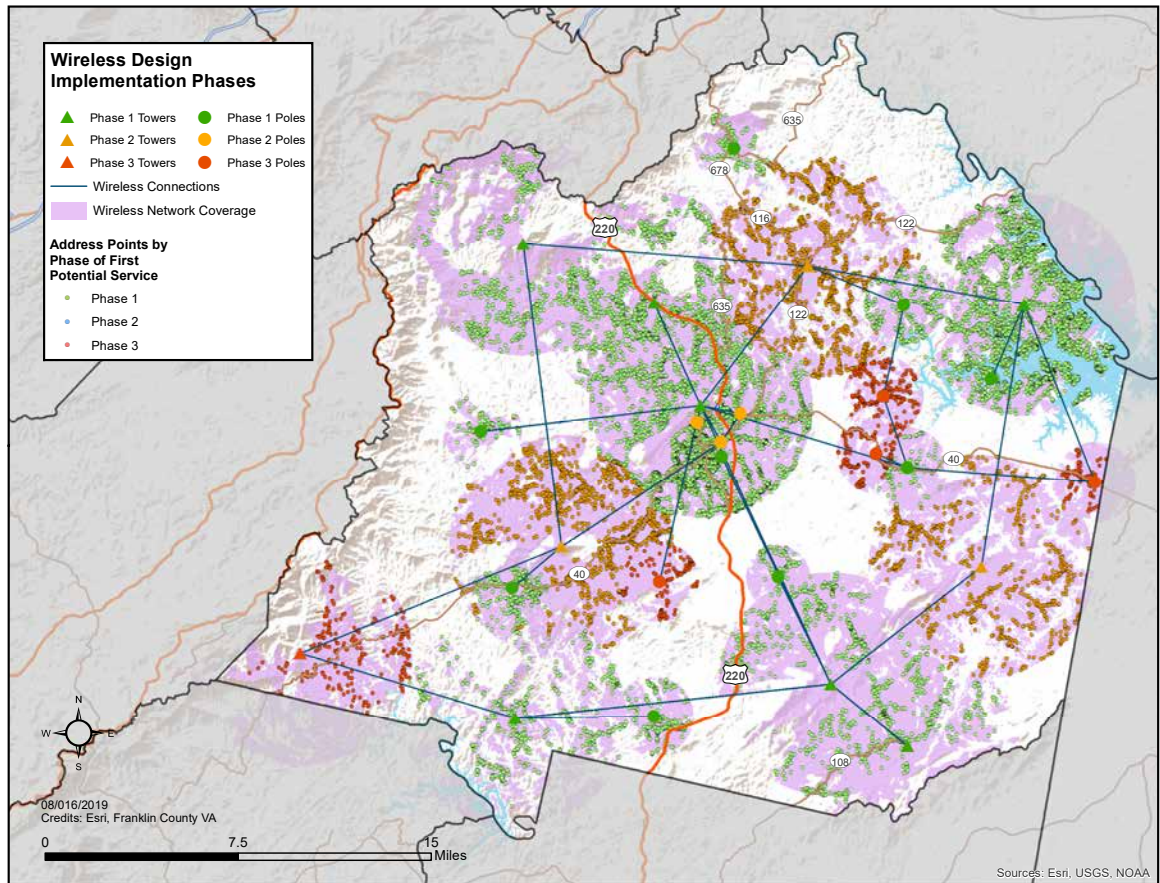 Wireless Design
Implementation Phases
Phase 1 Towers
Phase 1 Poles
Phase 2 Towers
Phase 2 Poles
Phase 3 Towers
Phase 3 Poles
Wireless Connections
Wireless Network Coverage
Address Points by
Phase of First
Potential Service
Phase 1
Phase 2
Phase 3
635
678
116
122
220
635
122
40
40
220
108
N
W
E
S
08/016/2019
Credits: Esri, Franklin County VA
0
7.5
15
Miles
Sources: Esri, USGS, NOAA